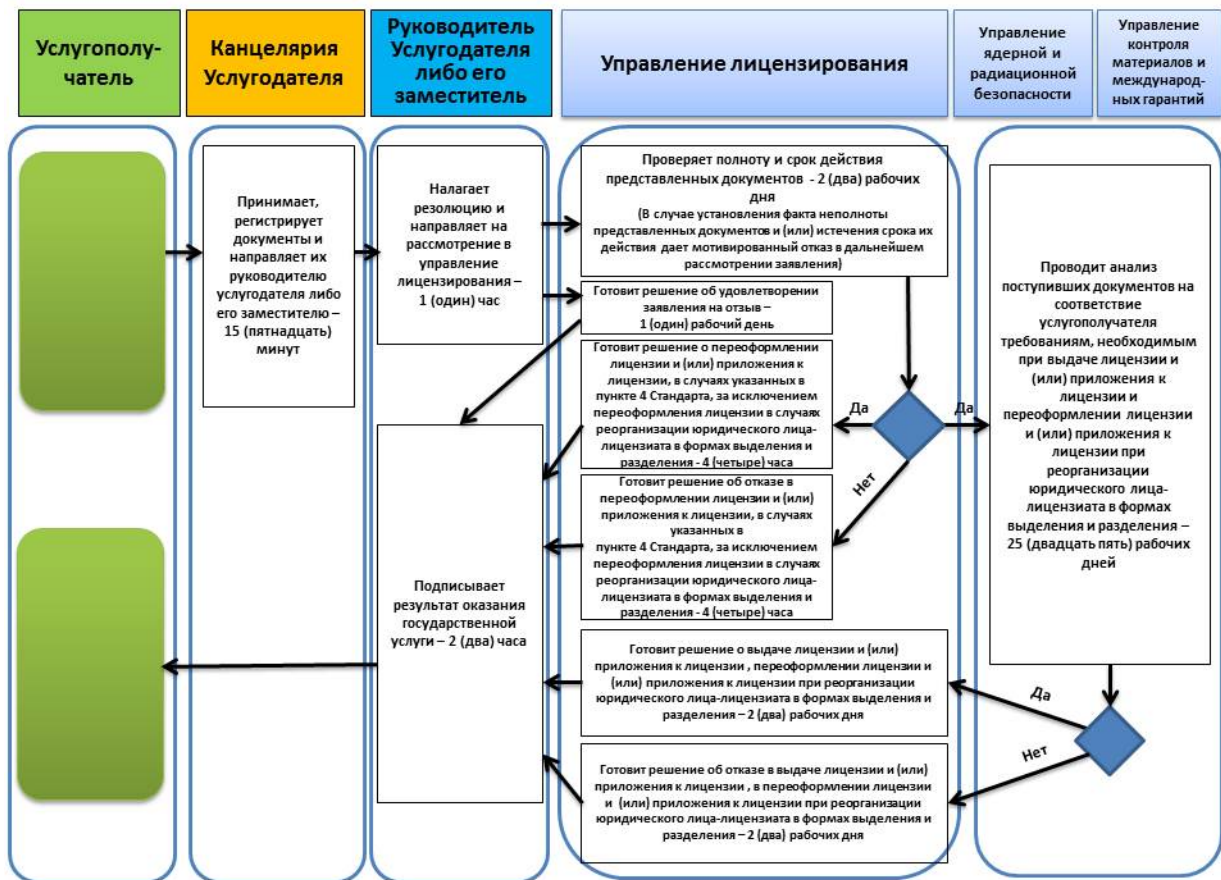 Услугополу-
чатель
Канцелярия
Услугодателя
Руководитель
Услугодателя
либо его
заместитель
Управление лицензирования
Управление
ядерной и
радиационной
безопасности
Управление
контроля
материалов и
международ-
ных гарантий
Принимает,
регистрирует
документы и
направляет их
руководителю
услугодателя либо
его заместителю –
15 (пятнадцать)
минут
Налагает
резолюцию и
направляет на
рассмотрение в
управление
лицензирования –
1 (один) час
Проверяет полноту и срок действия
представленных документов - 2 (два) рабочих
дня
(В случае установления факта неполноты
представленных документов и (или) истечения срока их
действия дает мотивированный отказ в дальнейшем
рассмотрении заявления)
Готовит решение об удовлетворении
заявления на отзыв –
1 (один) рабочий день
Готовит решение о переоформлении
лицензии и (или) приложения к
лицензии, в случаях указанных в
пункте 4 Стандарта, за исключением
переоформления лицензии в случаях
реорганизации юридического лица-
лицензиата в формах выделения и
разделения - 4 (четыре) часа
Да
Да
Нет
Готовит решение об отказе в
переоформлении лицензии и (или)
приложения к лицензии, в случаях
указанных в
пункте 4 Стандарта, за исключением
переоформления лицензии в случаях
реорганизации юридического лица-
лицензиата в формах выделения и
разделения - 4 (четыре) часа
Проводит анализ
поступивших документов на
соответствие
услугополучателя
требованиям, необходимым
при выдаче лицензии и
(или) приложения к
лицензии и
переоформлении лицензии
и (или) приложения к
лицензии при
реорганизации
юридического лица-
лицензиата в формах
выделения и разделения –
25 (двадцать пять) рабочих
дней
Подписывает
результат оказания
государственной
услуги – 2 (два) часа
Готовит решение о выдаче лицензии и (или)
приложения к лицензии , переоформлении лицензии и
(или) приложения к лицензии при реорганизации
юридического лица-лицензиата в формах выделения и
разделения – 2 (два) рабочих дня
Да
Нет
Готовит решение об отказе в выдаче лицензии и (или)
приложения к лицензии , в переоформлении лицензии
и (или) приложения к лицензии при реорганизации
юридического лица-лицензиата в формах выделения и
разделения – 2 (два) рабочих дня